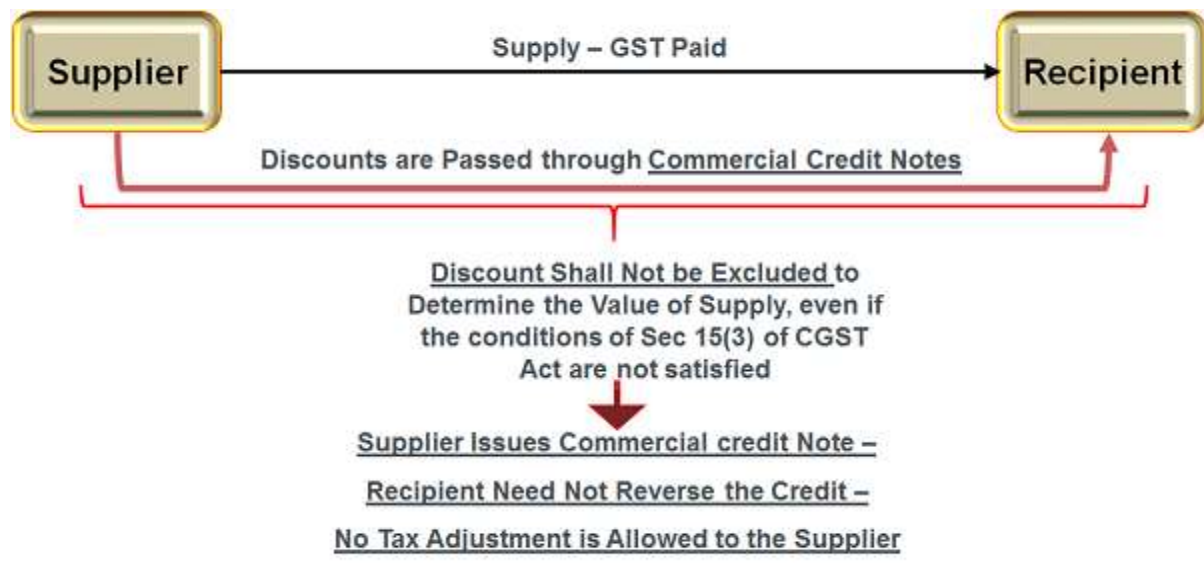 Supply – GST Paid
Supplier
Recipient
Discounts are Passed through Commercial Credit Notes
Discount Shall Not be Excluded to
Determine the Value of Supply, even if
the conditions of Sec 15(3) of CGST
Act are not satisfied
Supplier Issues Commercial credit Note –
Recipient Need Not Reverse the Credit –
No Tax Adjustment is Allowed to the Supplier